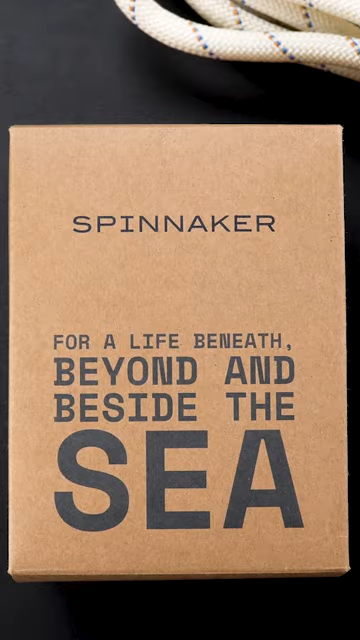 SPINNAKER
FOR A LIFE BENEATH,
BEYOND AND
BESIDE THE
SEA